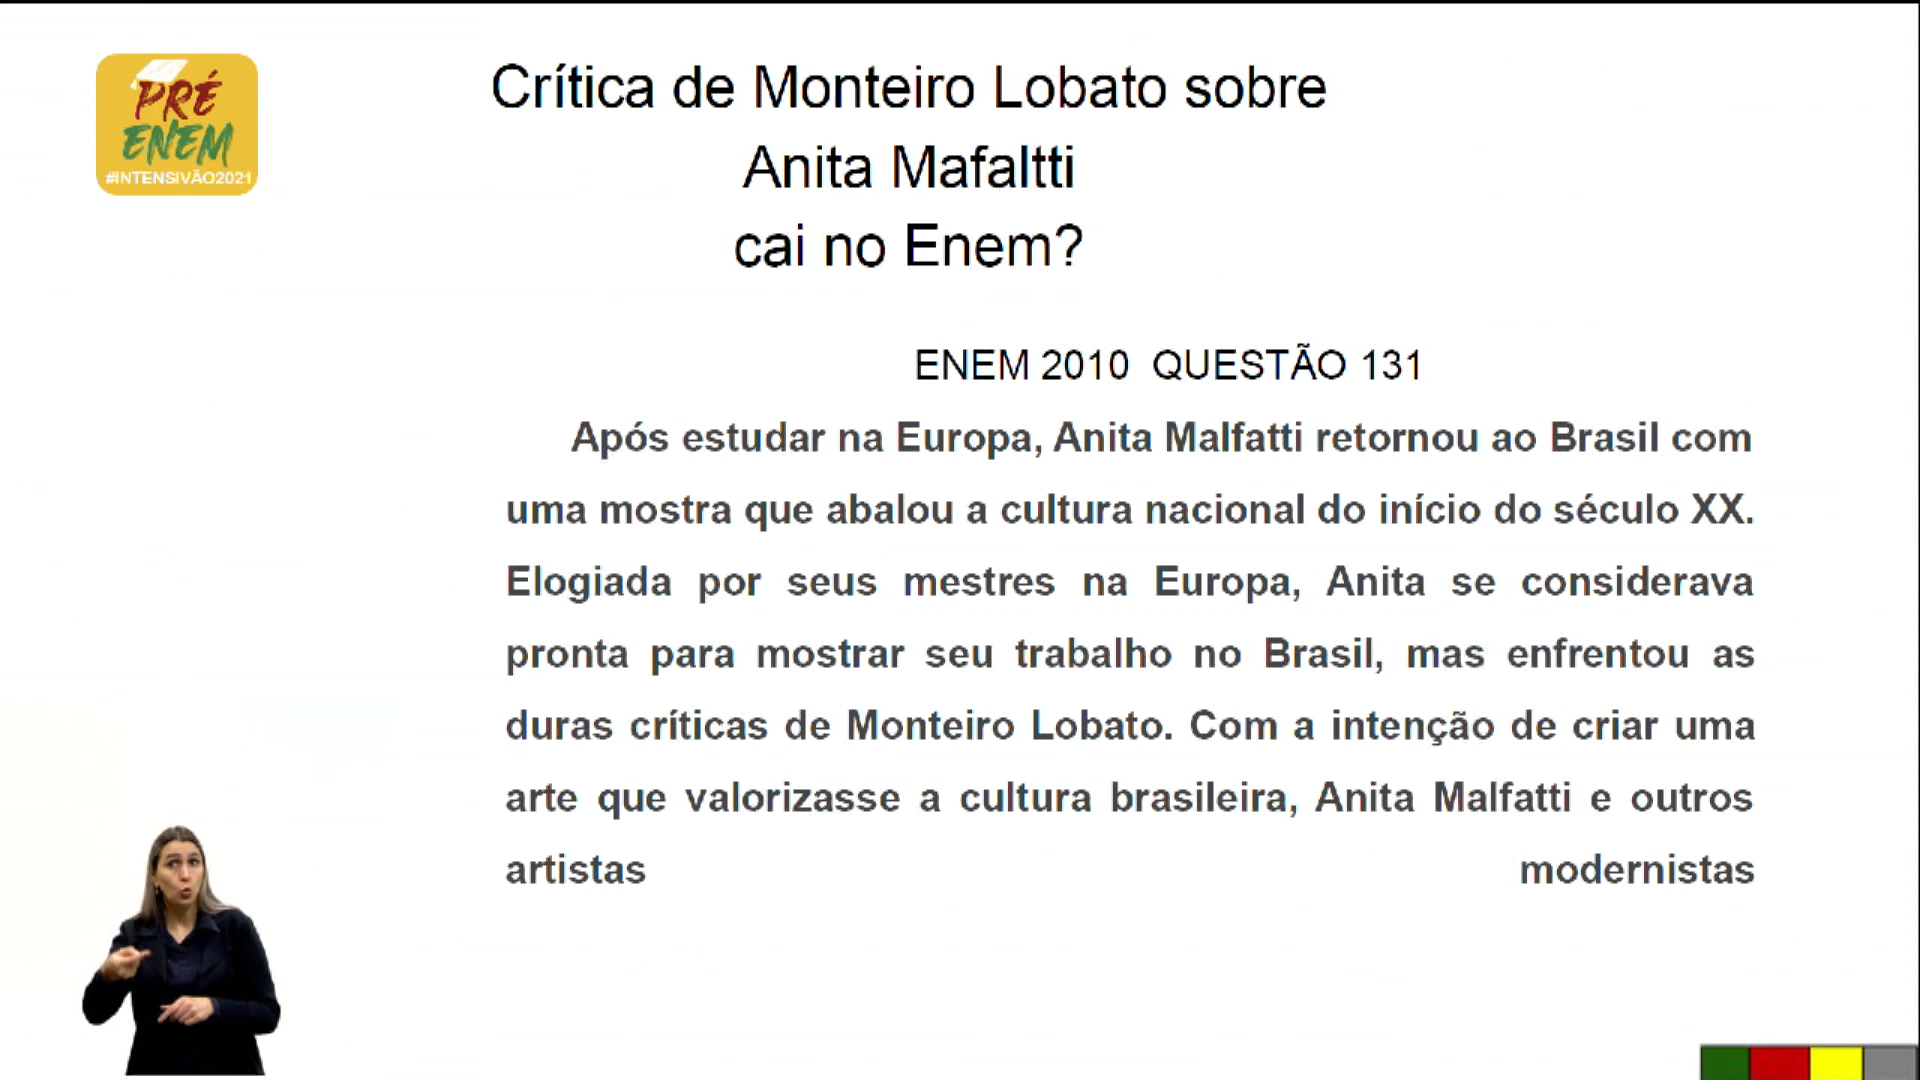 PRÉ
ENEM
#INTENSIVÃO2021
Crítica de Monteiro Lobato sobre
Anita Mafaltti
cai no Enem?
ENEM 2010 QUESTÃO 131
Após estudar na Europa, Anita Malfatti retornou ao Brasil com
uma mostra que abalou a cultura nacional do início do século XX.
Elogiada por seus mestres na Europa, Anita se considerava
pronta para mostrar seu trabalho no Brasil, mas enfrentou as
duras críticas de Monteiro Lobato. Com a intenção de criar uma
arte que valorizasse a cultura brasileira, Anita Malfatti e outros
artistas modernistas